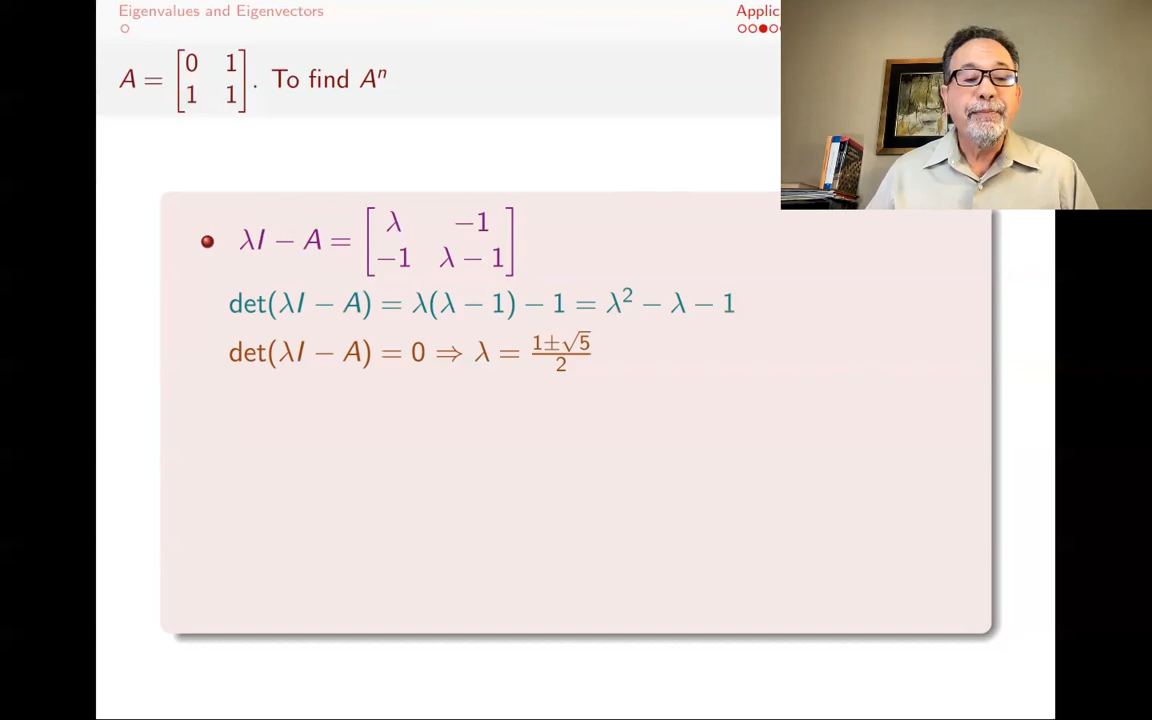 Eigenvalues and Eigenvectors
Applic
A = [0 1; 1 1]. To find Aⁿ
λI − A = [λ −1; −1 λ − 1]
det(λI − A) = λ(λ − 1) − 1 = λ² − λ − 1
det(λI − A) = 0 ⇒ λ = (1±√5)/2